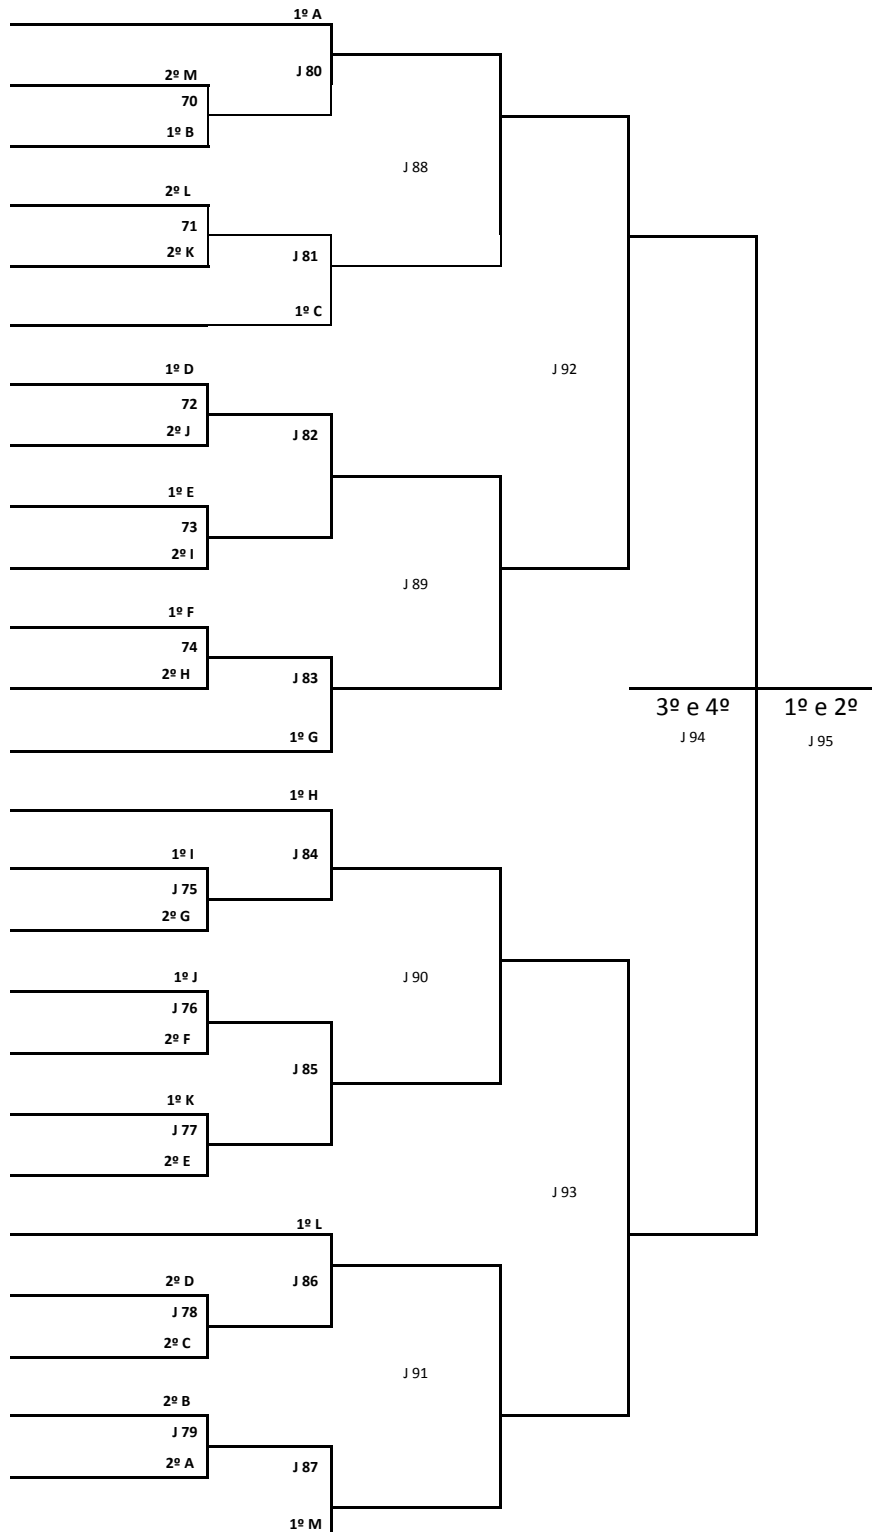 1º A
J 80
2º M
70
1º B
J 88
2º L
71
2º K
J 81
1º C
1º D
J 92
72
2º J
J 82
1º E
73
2º I
J 89
1º F
74
2º H
J 83
3º e 4º
1º e 2º
1º G
J 94
J 95
1º H
1º I
J 84
J 75
2º G
1º J
J 90
J 76
2º F
J 85
1º K
J 77
2º E
J 93
1º L
2º D
J 86
J 78
2º C
J 91
2º B
J 79
2º A
J 87
1º M